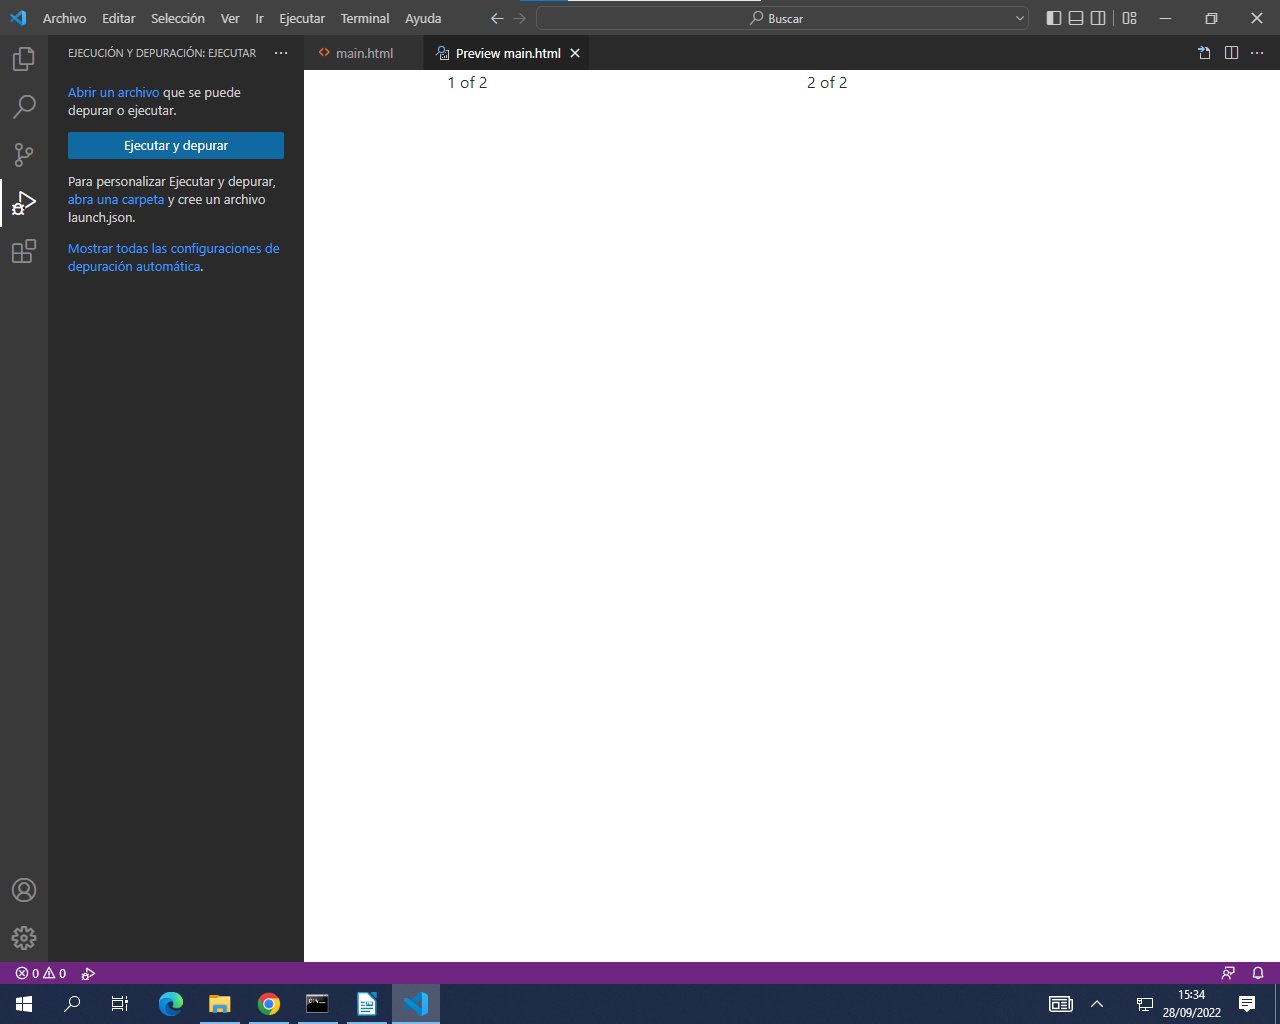 Archivo Editar Selección Ver Ir Ejecutar Terminal Ayuda Buscar
EJECUCIÓN Y DEPURACIÓN: EJECUTAR
main.html Preview main.html
1 of 2 2 of 2
Abrir un archivo que se puede
depurar o ejecutar.
Ejecutar y depurar
Para personalizar Ejecutar y depurar,
abra una carpeta y cree un archivo
launch.json.
Mostrar todas las configuraciones de
depuración automática.
0 0
15:34
28/09/2022